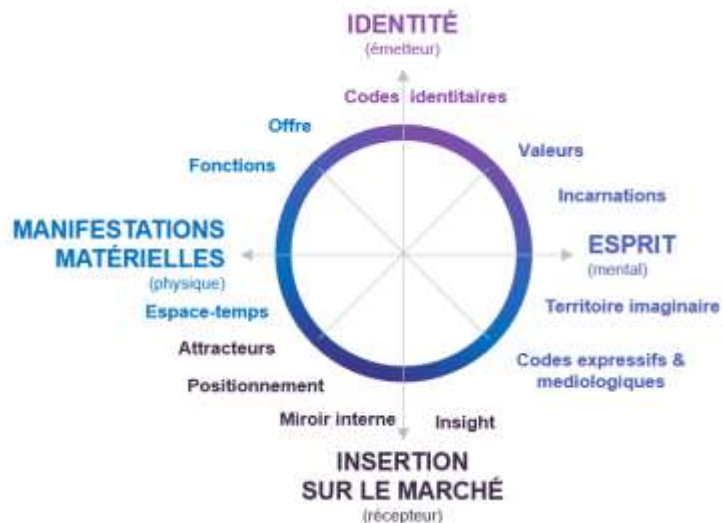 IDENTITÉ
(émetteur)
Codes identitaires
Offre
Valeurs
Fonctions
Incarnations
MANIFESTATIONS
MATÉRIELLES
(physique)
ESPRIT
(mental)
Espace-temps
Territoire imaginaire
Attracteurs
Codes expressifs &
mediologiques
Positionnement
Miroir interne
Insight
INSERTION
SUR LE MARCHÉ
(récepteur)